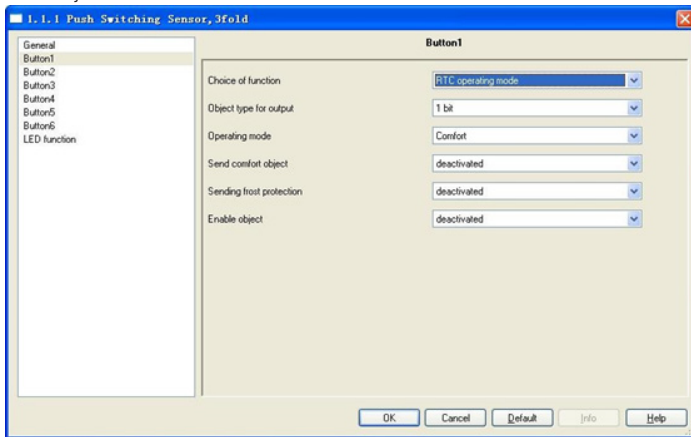 1.1.1 Push Switching Sensor,3fold
General
Button1
Button2
Button3
Button4
Button5
Button6
LED function
Button1
Choice of function
RTC operating mode
Object type for output
1 bit
Operating mode
Comfort
Send comfort object
deactivated
Sending frost protection
deactivated
Enable object
deactivated
OK
Cancel
Default
Info
Help